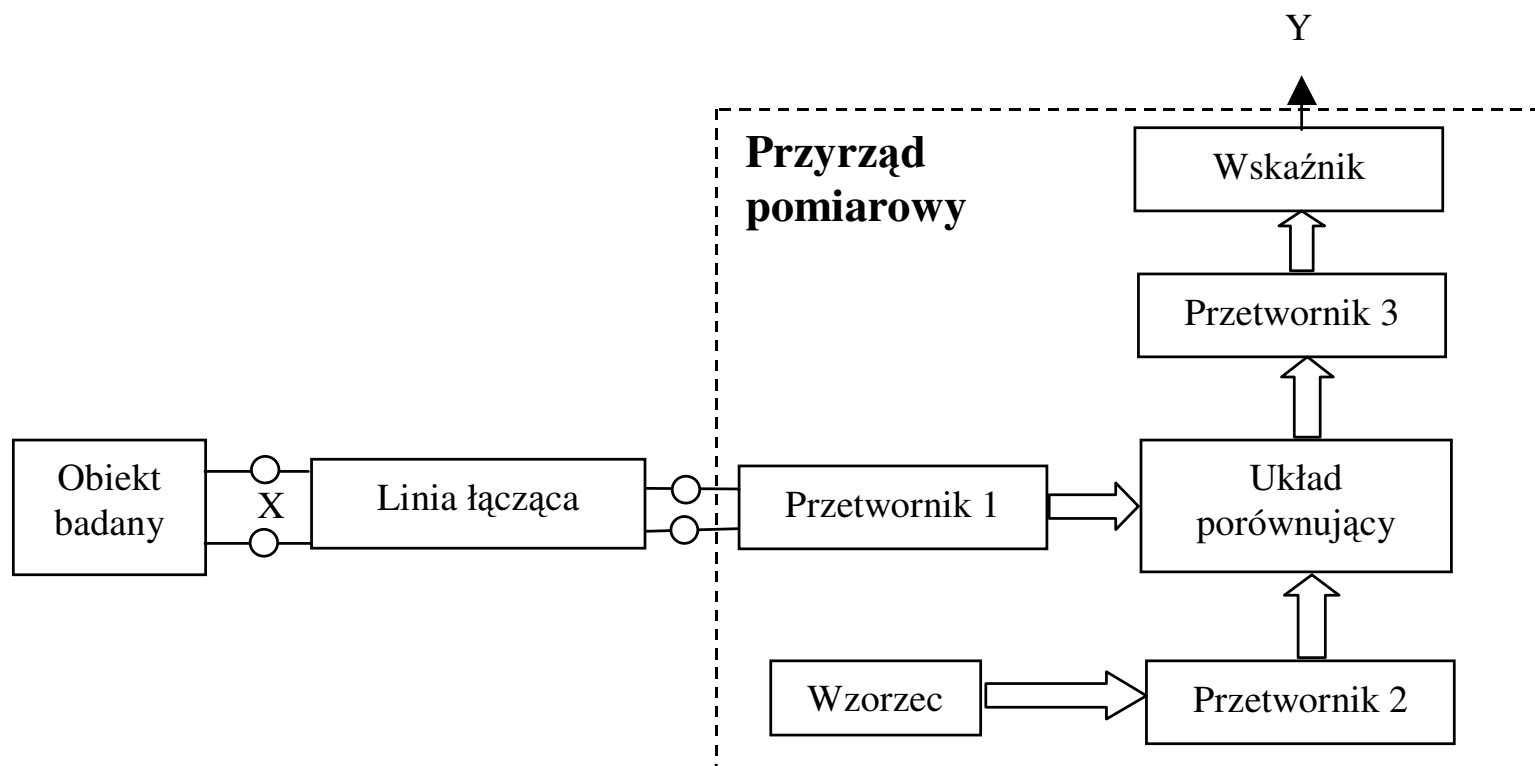 Y
Przyrząd
pomiarowy
Wskaźnik
Przetwornik 3
Obiekt
badany
X
Linia łącząca
Przetwornik 1
Układ
porównujący
Wzorzec
Przetwornik 2